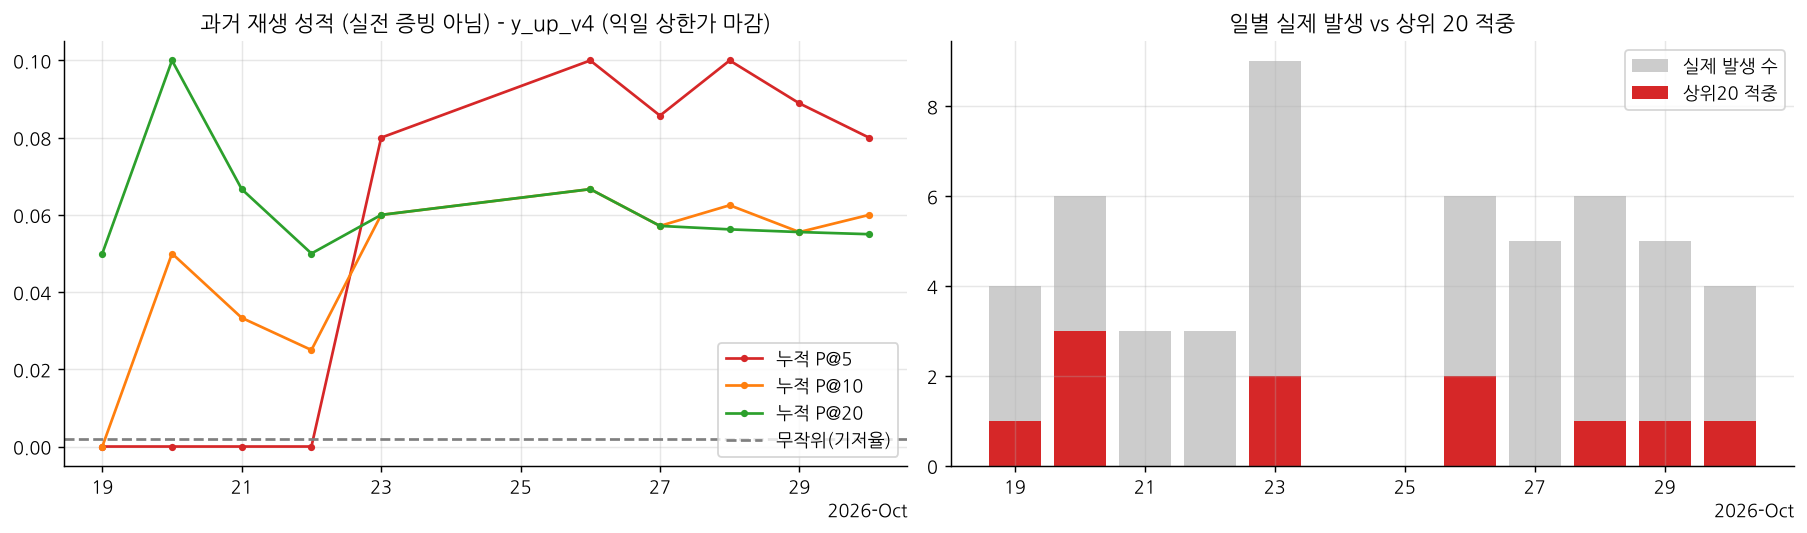 과거 재생 성적 (실전 증빙 아님) - y_up_v4 (익일 상한가 마감)
0.10
0.08
0.06
0.04
0.02
0.00
누적 P@5
누적 P@10
누적 P@20
무작위(기저율)
19
21
23
25
27
29
2026-Oct
일별 실제 발생 vs 상위 20 적중
실제 발생 수
상위20 적중
8
6
4
2
0
19
21
23
25
27
29
2026-Oct